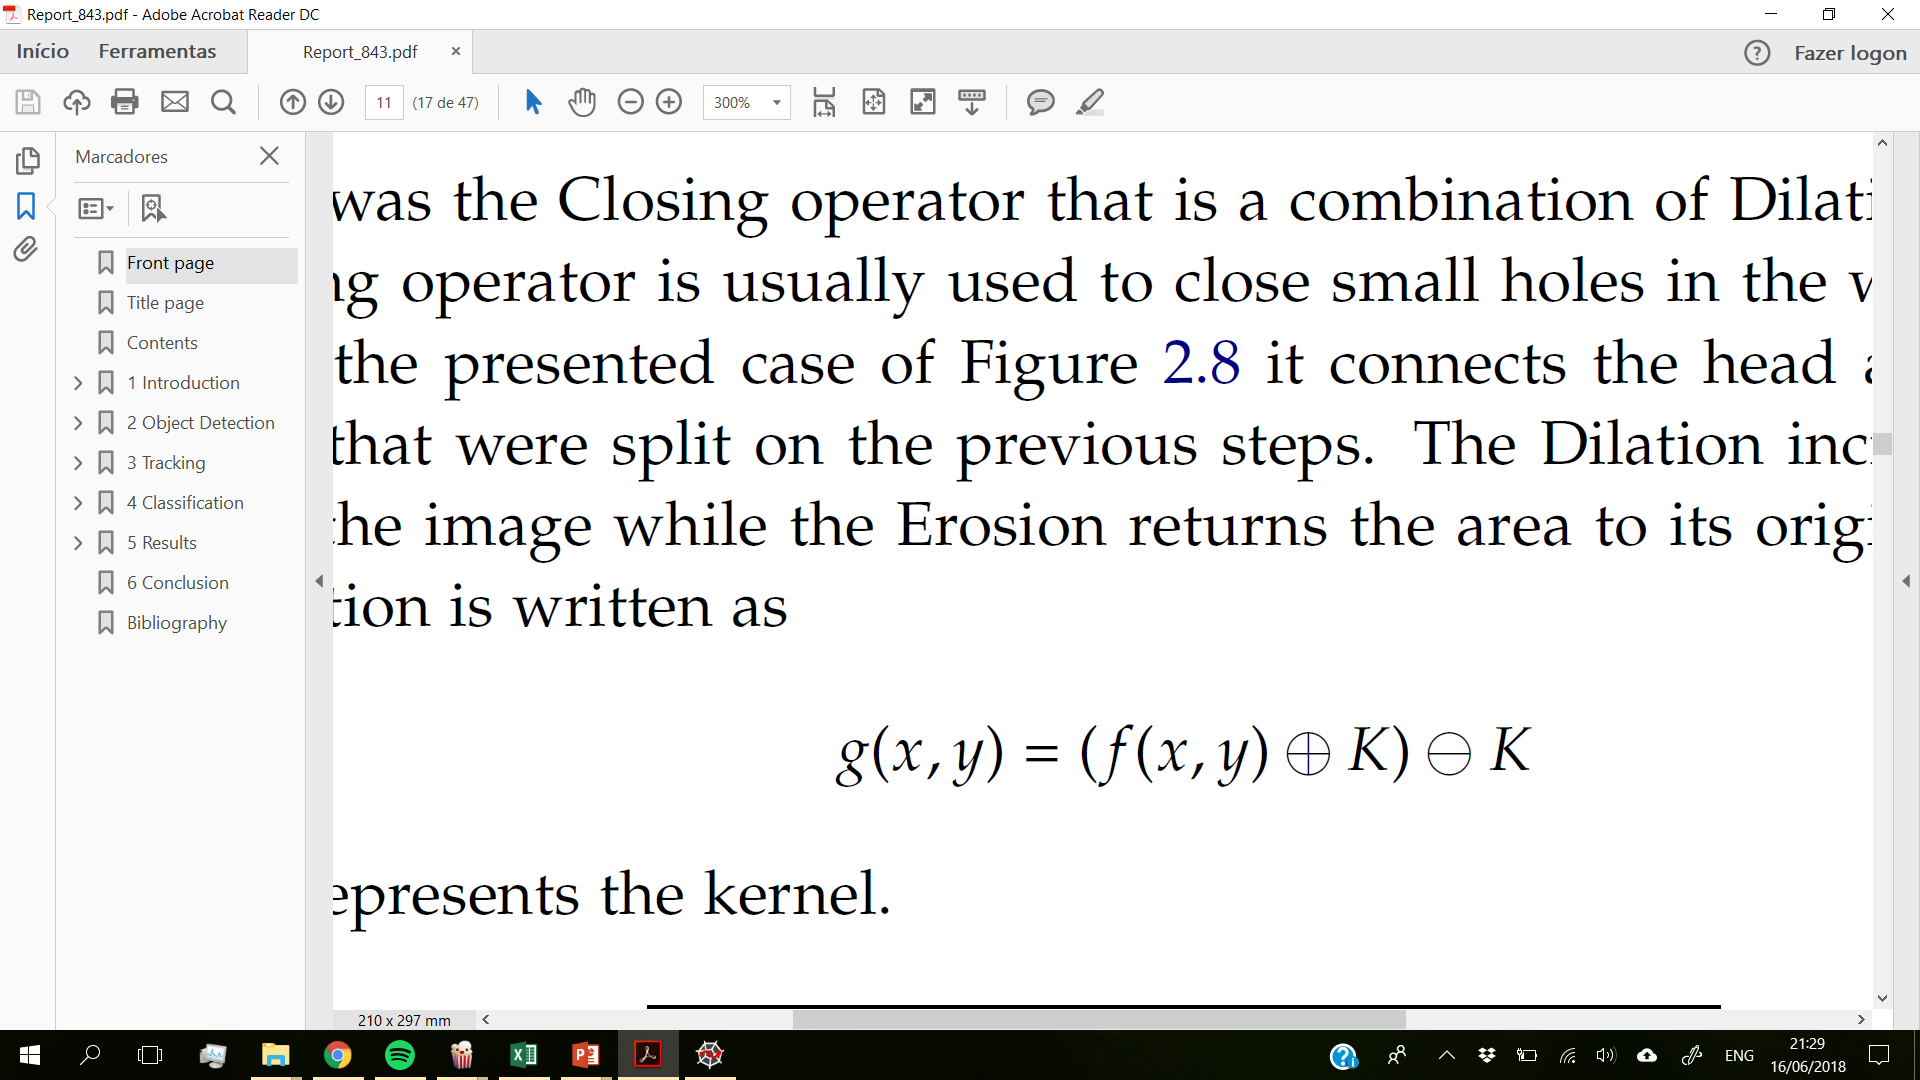 Report_843.pdf - Adobe Acrobat Reader DC
Início Ferramentas Report_843.pdf Fazer logon
11 (17 de 47) 300%
Marcadores
Front page
Title page
Contents
1 Introduction
2 Object Detection
3 Tracking
4 Classification
5 Results
6 Conclusion
Bibliography
was the Closing operator that is a combination of Dilati
ng operator is usually used to close small holes in the w
the presented case of Figure 2.8 it connects the head a
that were split on the previous steps. The Dilation incr
the image while the Erosion returns the area to its origi
tion is written as
g(x, y) = (f(x, y) ⊕ K) ⊖ K
epresents the kernel.
210 x 297 mm
ENG
21:29
16/06/2018